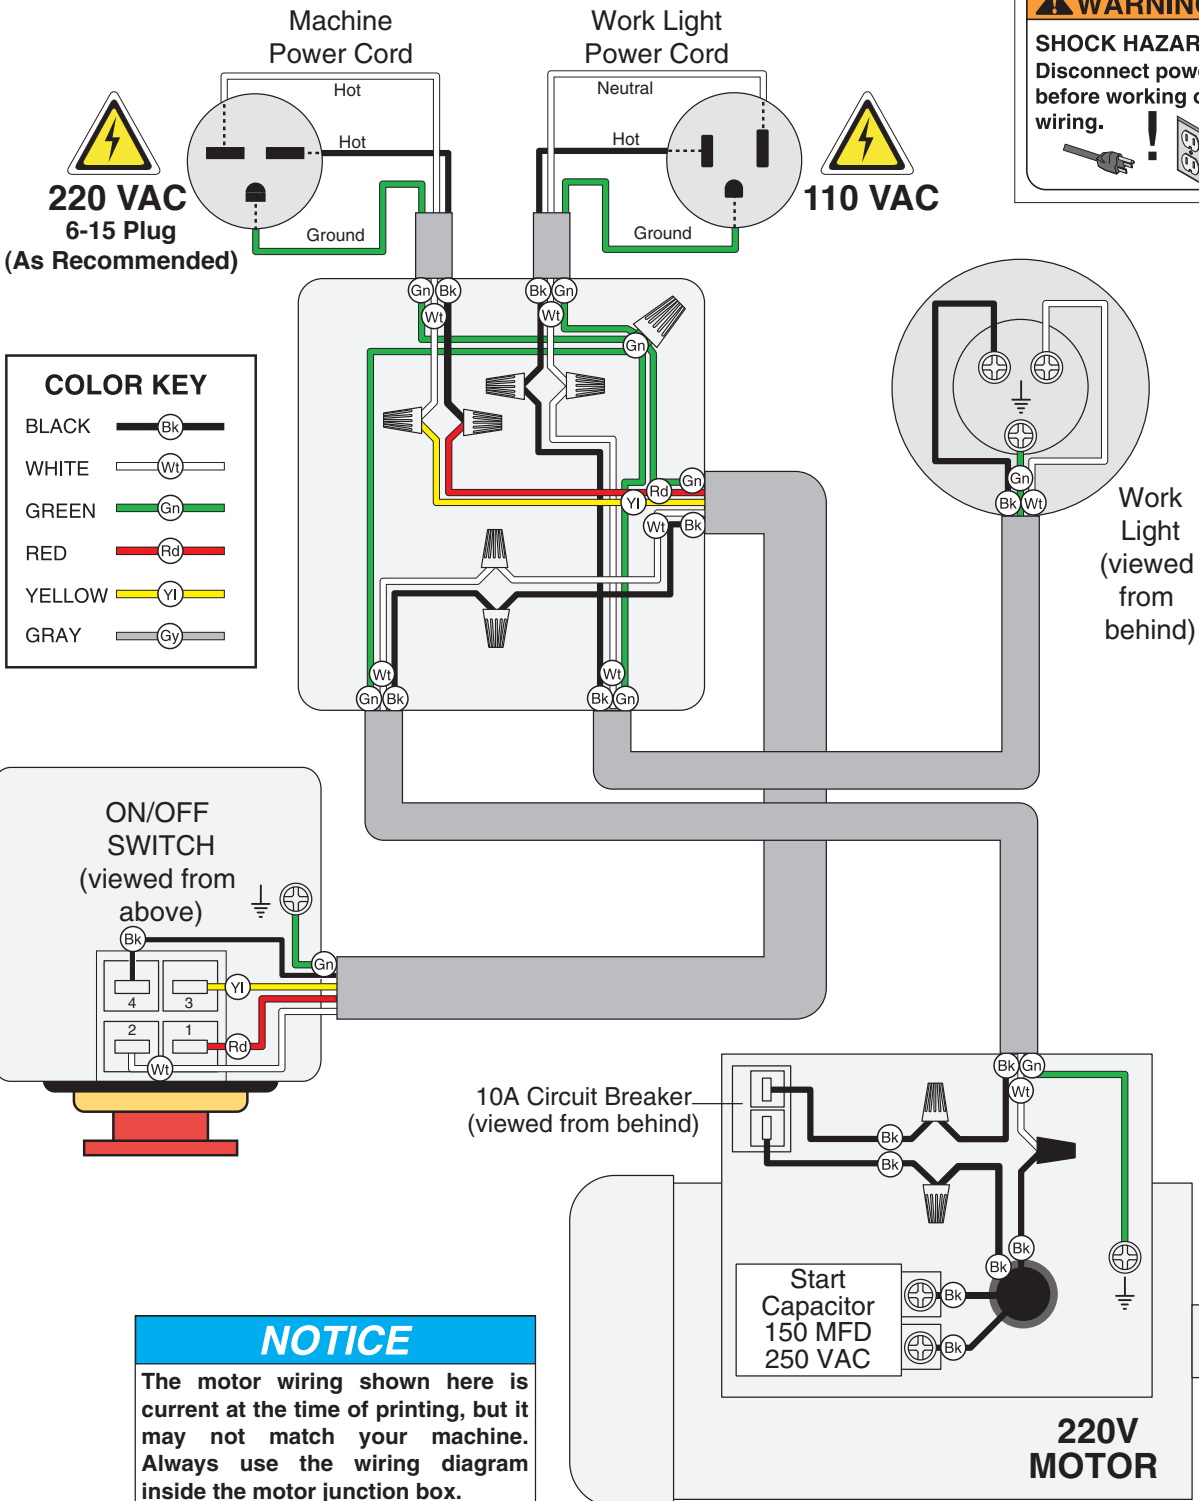 Machine
Power Cord
Work Light
Power Cord
WARNING
SHOCK HAZAR
Disconnect powe
before working o
wiring.
!
Hot
Hot
Ground
Neutral
Hot
Ground
220 VAC
6-15 Plug
(As Recommended)
110 VAC
Gn Bk
Wt
Bk Gn
Wt
Gn
COLOR KEY
BLACK Bk
WHITE Wt
GREEN Gn
RED Rd
YELLOW Yl
GRAY Gy
Gn
Rd
Yl
Wt Bk
Wt
Gn Bk
Wt
Bk Gn
Gn
Bk Wt
Work
Light
(viewed
from
behind)
ON/OFF
SWITCH
(viewed from
above)
Bk
Gn
4 3
Yl
2 1
Rd
Wt
10A Circuit Breaker
(viewed from behind)
Bk Gn
Wt
Bk
Bk
Bk
Bk
Start
Capacitor
150 MFD
250 VAC
Bk
Bk
220V
MOTOR
NOTICE
The motor wiring shown here is
current at the time of printing, but it
may not match your machine.
Always use the wiring diagram
inside the motor junction box.